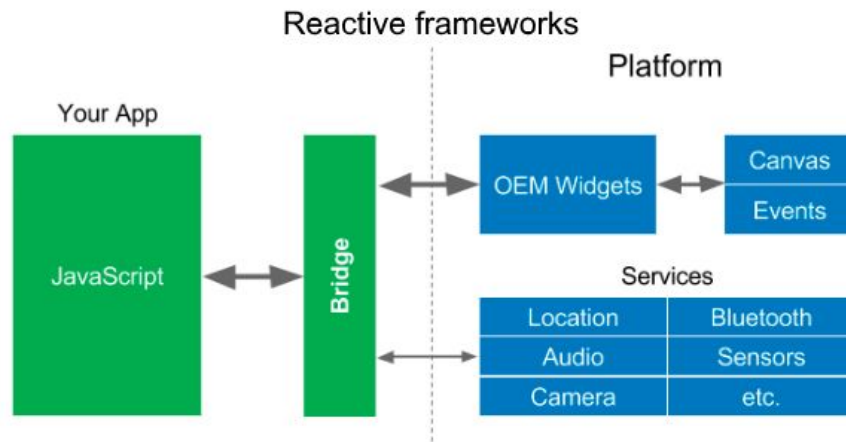 Reactive frameworks
Platform
Your App
JavaScript
Bridge
OEM Widgets
Canvas
Events
Services
Location
Bluetooth
Audio
Sensors
Camera
etc.